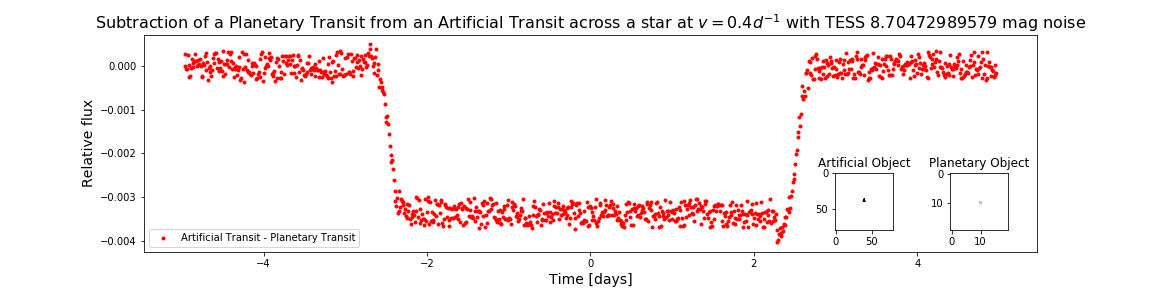 Subtraction of a Planetary Transit from an Artificial Transit across a star at v = 0.4d⁻¹ with TESS 8.70472989579 mag noise
Relative flux
0.000
−0.001
−0.002
−0.003
−0.004
Artificial Transit - Planetary Transit
Artificial Object
0
50
0 50
Planetary Object
0
10
0 10
−4 −2 0 2 4
Time [days]